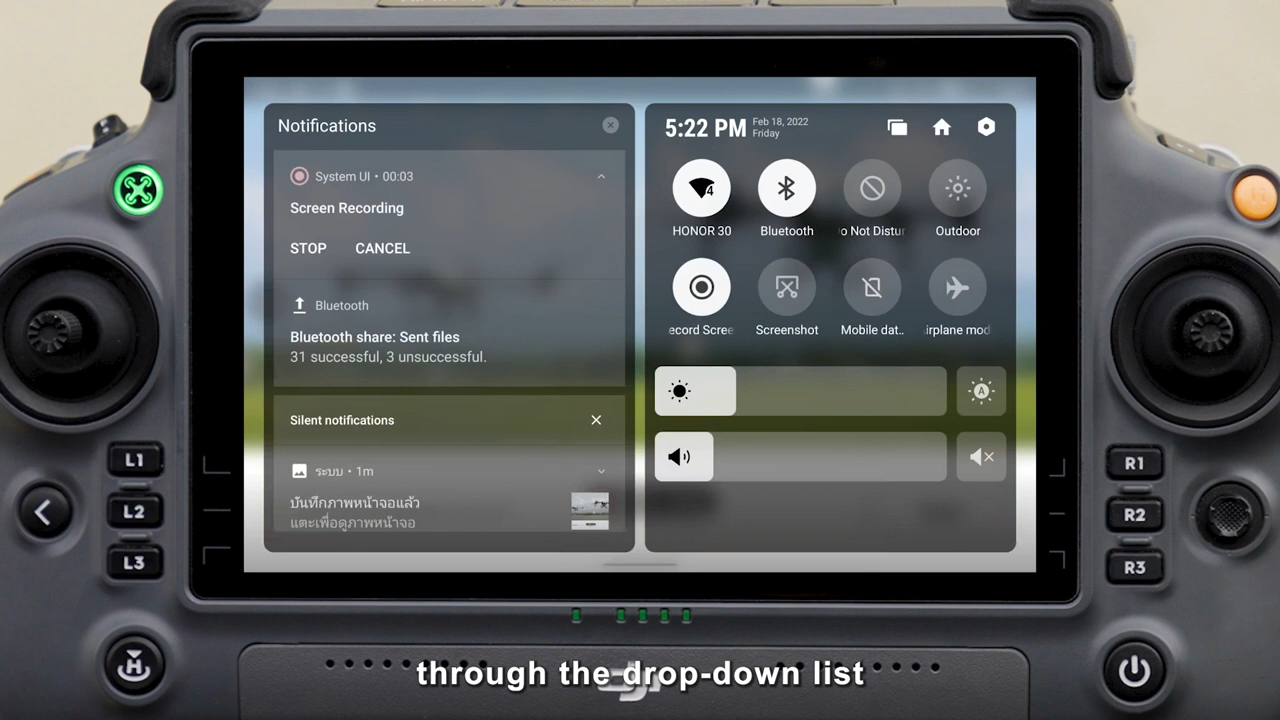 Notifications
System UI • 00:03
Screen Recording
STOP CANCEL
Bluetooth
Bluetooth share: Sent files
31 successful, 3 unsuccessful.
Silent notifications
ระบบ • 1m
บันทึกภาพหน้าจอแล้ว
แตะเพื่อดูภาพหน้าจอ
5:22 PM
Feb 18, 2022
Friday
4
HONOR 30
Bluetooth
o Not Distur
Outdoor
ecord Scree
Screenshot
Mobile dat..
irplane mod
A
L1
L2
L3
R1
R2
R3
H
through the drop-down list